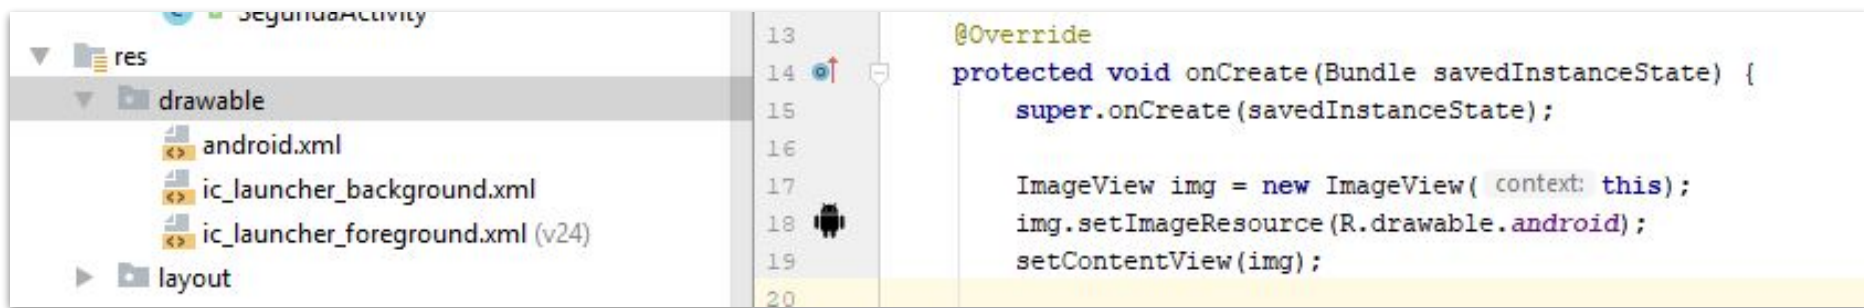 SegundaActivity
res
drawable
android.xml
ic_launcher_background.xml
ic_launcher_foreground.xml (v24)
layout
13 @Override
14 protected void onCreate(Bundle savedInstanceState) {
15 super.onCreate(savedInstanceState);
16
17 ImageView img = new ImageView( context: this);
18 img.setImageResource(R.drawable.android);
19 setContentView(img);
20